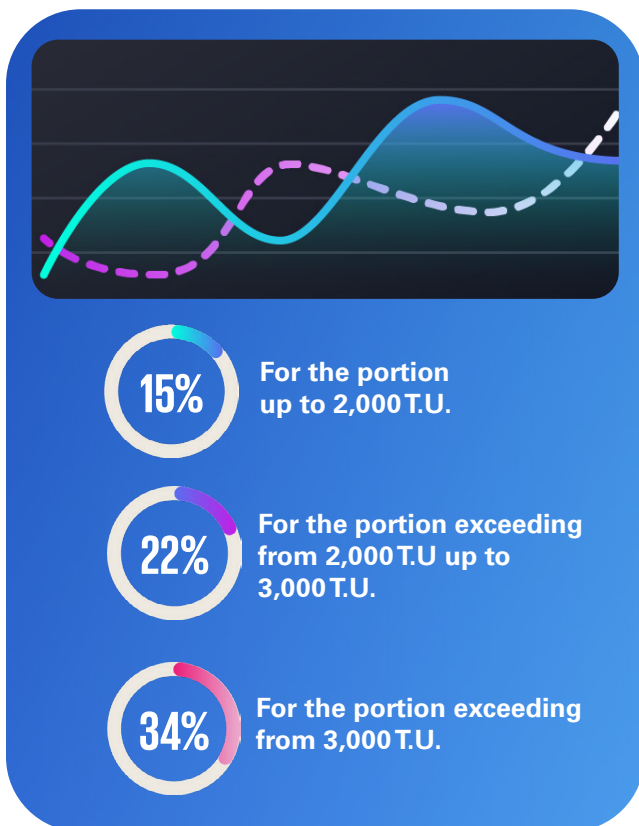 15%
For the portion
up to 2,000 T.U.
22%
For the portion exceeding
from 2,000 T.U up to
3,000 T.U.
34%
For the portion exceeding
from 3,000 T.U.